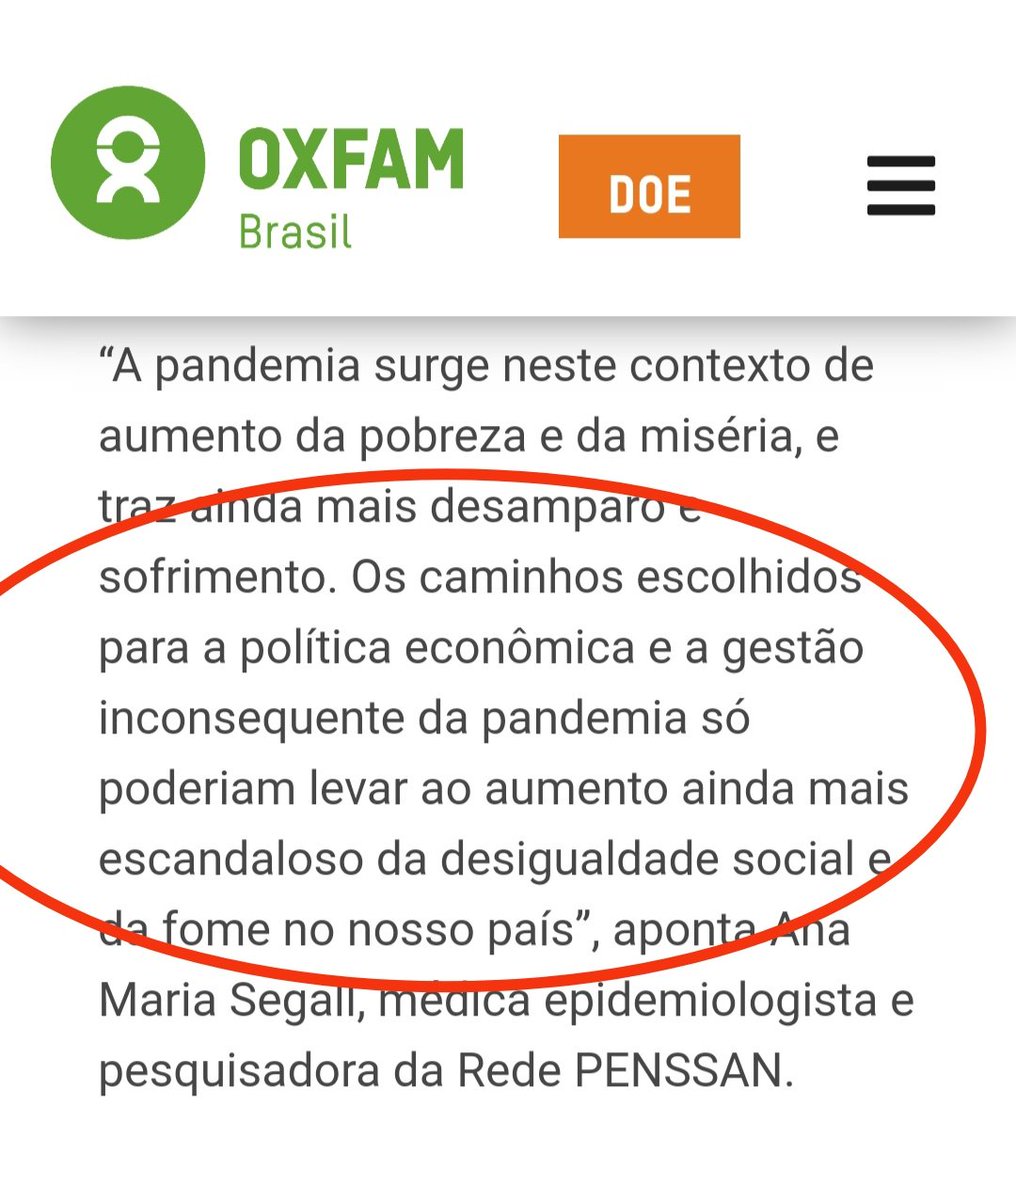 OXFAM
Brasil
DOE
“A pandemia surge neste contexto de
aumento da pobreza e da miséria, e
traz ainda mais desamparo e
sofrimento. Os caminhos escolhidos
para a política econômica e a gestão
inconsequente da pandemia só
poderiam levar ao aumento ainda mais
escandaloso da desigualdade social e
da fome no nosso país”, aponta Ana
Maria Segall, médica epidemiologista e
pesquisadora da Rede PENSSAN.